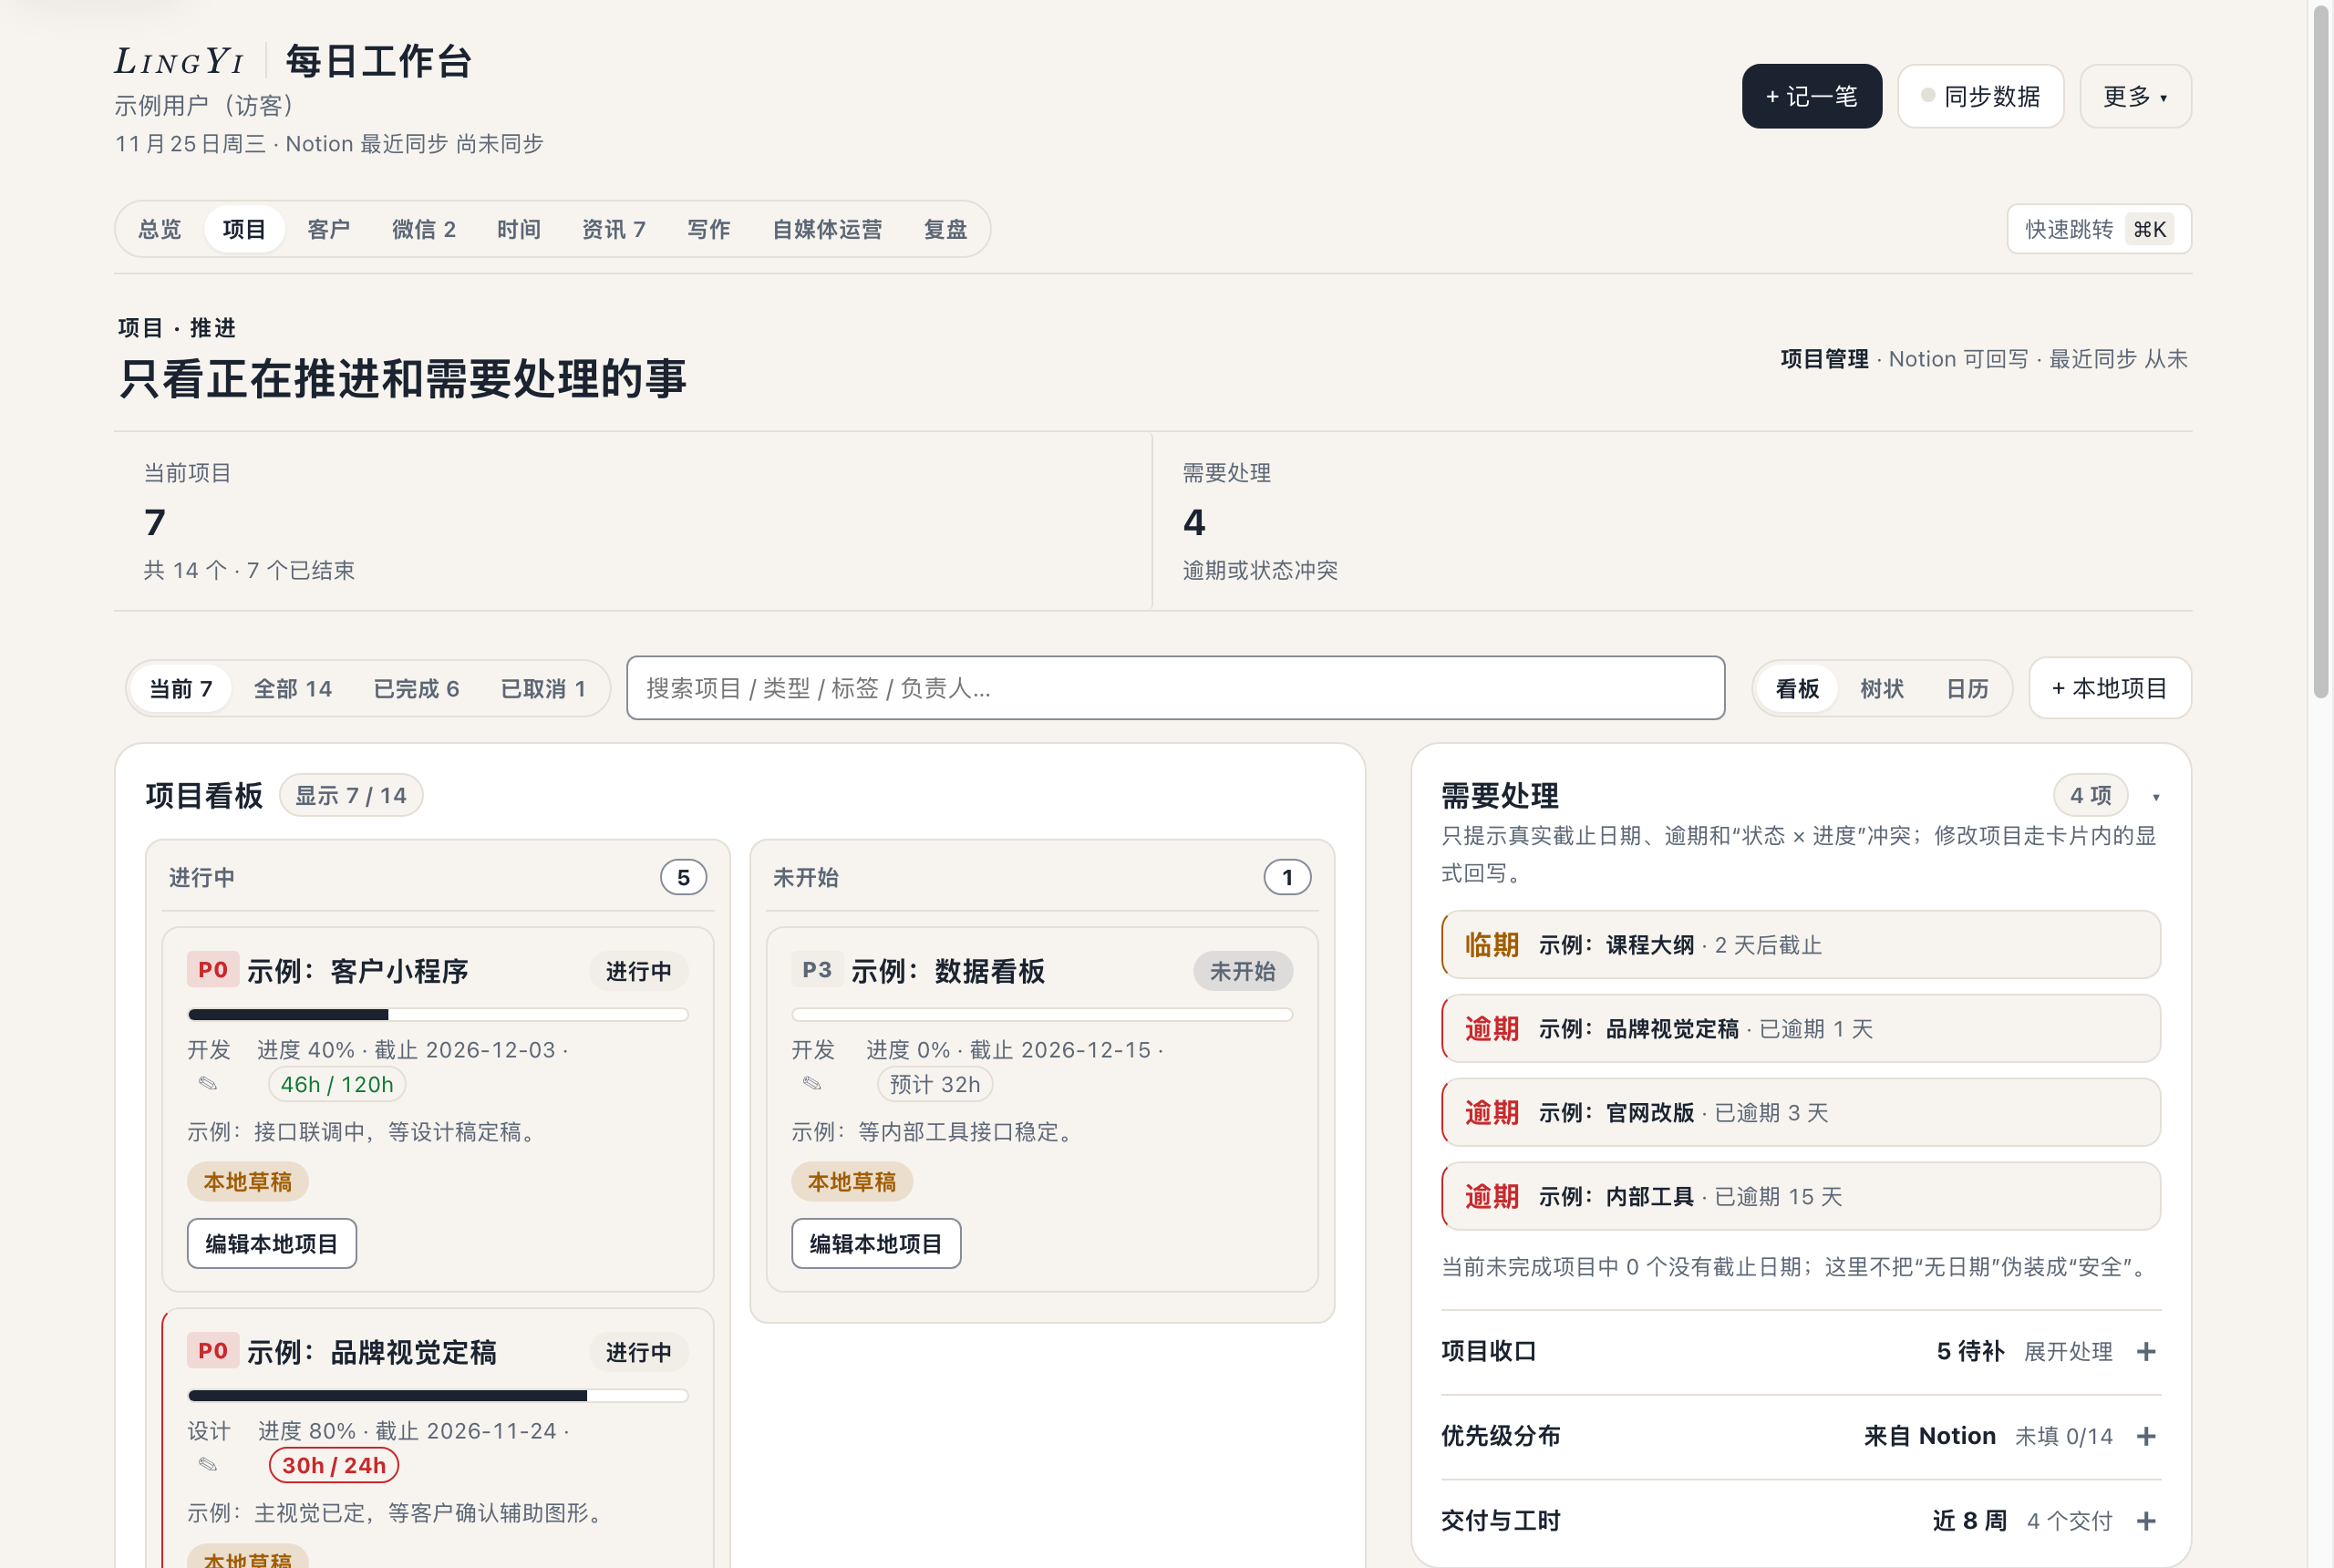 LINGYI 每日工作台
示例用户（访客）
11月25日周三 · Notion 最近同步 尚未同步
+ 记一笔
同步数据
更多 ▾
总览 项目 客户 微信 2 时间 资讯 7 写作 自媒体运营 复盘
快速跳转 ⌘K
项目 · 推进
只看正在推进和需要处理的事
项目管理 · Notion 可回写 · 最近同步 从未
当前项目
7
共 14 个 · 7 个已结束
需要处理
4
逾期或状态冲突
当前 7 全部 14 已完成 6 已取消 1
搜索项目 / 类型 / 标签 / 负责人...
看板 树状 日历
+ 本地项目
项目看板 显示 7 / 14
进行中 5
P0 示例：客户小程序 进行中
开发 进度 40% · 截止 2026-12-03 ·
✎ 46h / 120h
示例：接口联调中，等设计稿定稿。
本地草稿
编辑本地项目
P0 示例：品牌视觉定稿 进行中
设计 进度 80% · 截止 2026-11-24 ·
✎ 30h / 24h
示例：主视觉已定，等客户确认辅助图形。
本地草稿
未开始 1
P3 示例：数据看板 未开始
开发 进度 0% · 截止 2026-12-15 ·
✎ 预计 32h
示例：等内部工具接口稳定。
本地草稿
编辑本地项目
需要处理 4 项 ▾
只提示真实截止日期、逾期和“状态 × 进度”冲突；修改项目走卡片内的显
式回写。
临期 示例：课程大纲 · 2 天后截止
逾期 示例：品牌视觉定稿 · 已逾期 1 天
逾期 示例：官网改版 · 已逾期 3 天
逾期 示例：内部工具 · 已逾期 15 天
当前未完成项目中 0 个没有截止日期；这里不把“无日期”伪装成“安全”。
项目收口 5 待补 展开处理 +
优先级分布 来自 Notion 未填 0/14 +
交付与工时 近 8 周 4 个交付 +